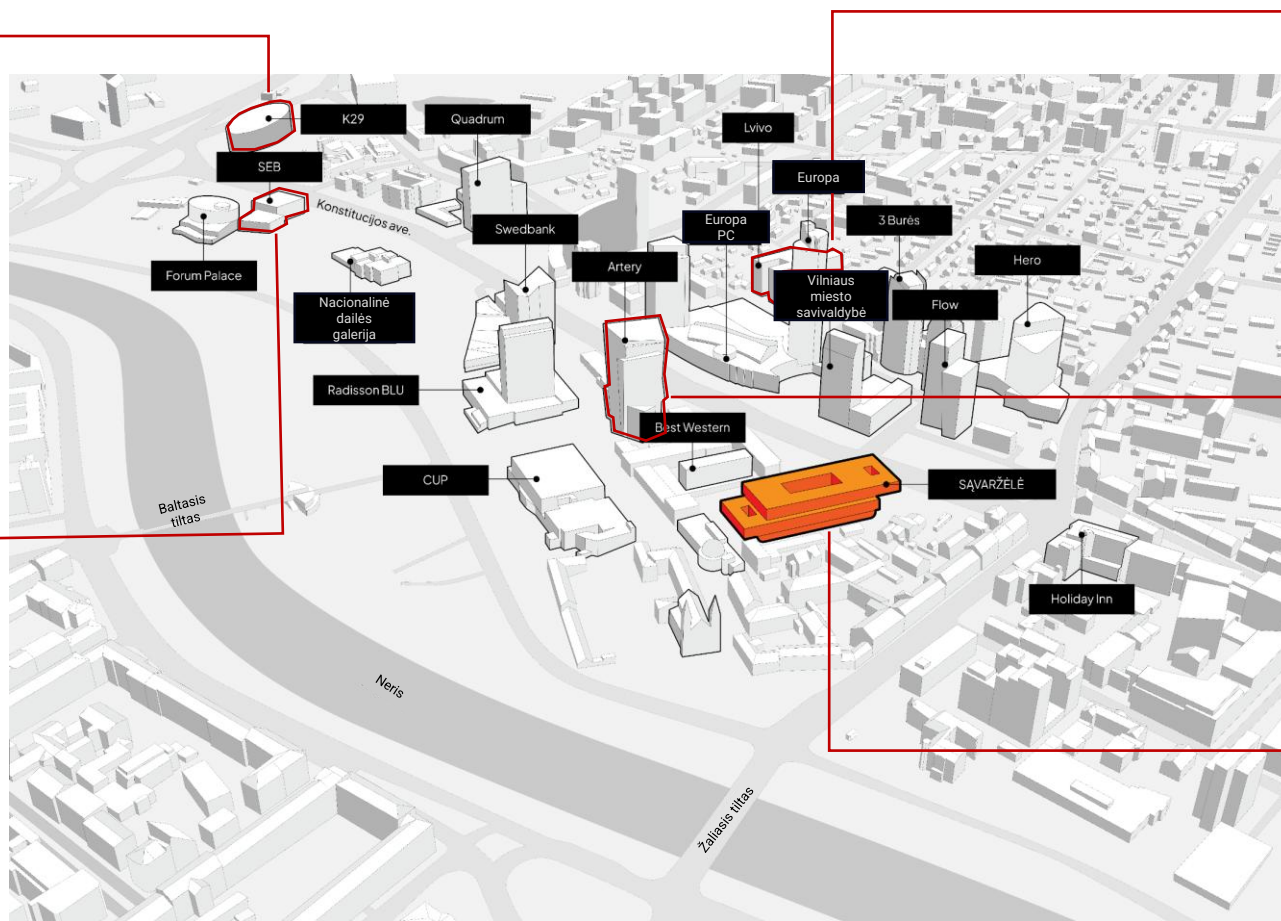 K29
Quadrum
Lvivo
SEB
Europa
Konstitucijos ave.
Swedbank
Europa
PC
3 Burės
Forum Palace
Artery
Hero
Nacionalinė
dailės
galerija
Vilniaus
miesto
savivaldybė
Flow
Radisson BLU
Best Western
CUP
SĄVARŽĖLĖ
Baltasis
tiltas
Holiday Inn
Neris
Žaliasis tiltas